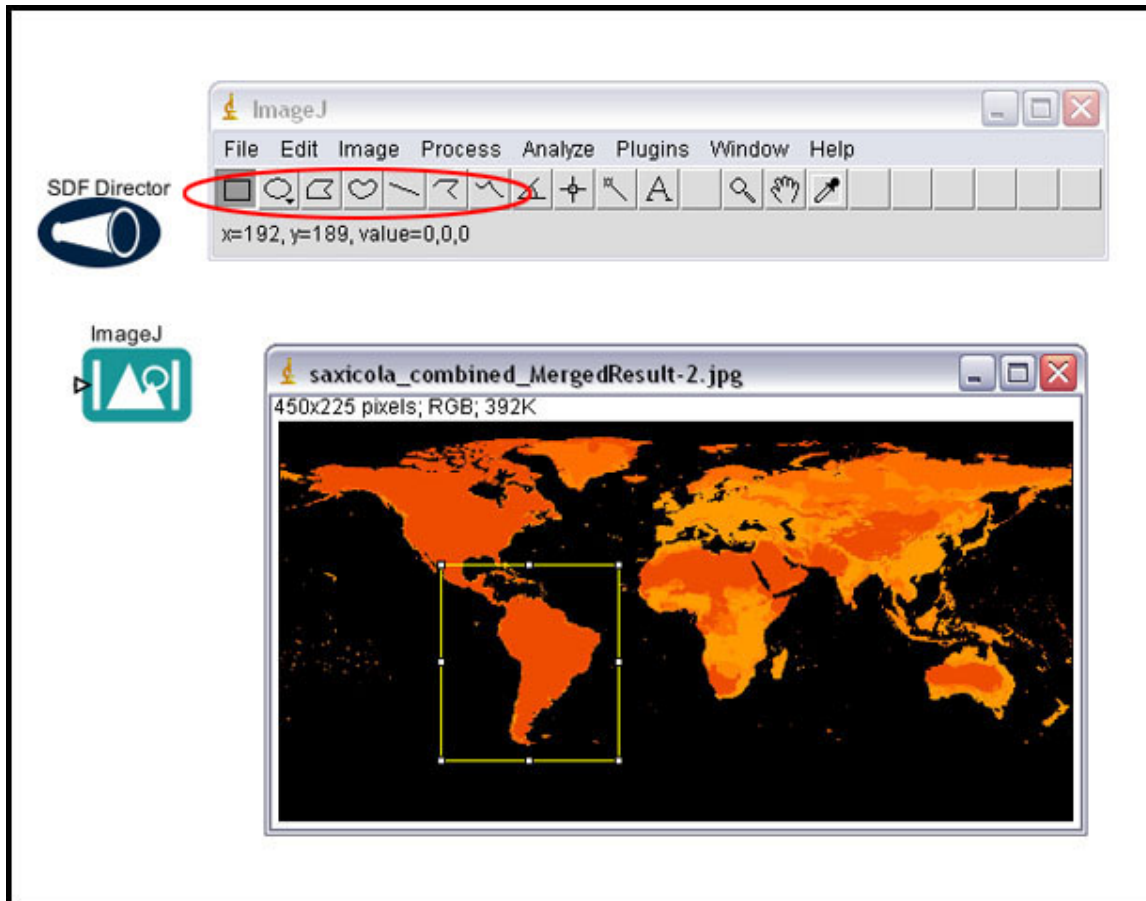 ImageJ
File Edit Image Process Analyze Plugins Window Help
SDF Director
A
x=192, y=189, value=0,0,0
ImageJ
saxicola_combined_MergedResult-2.jpg
450x225 pixels; RGB; 392K